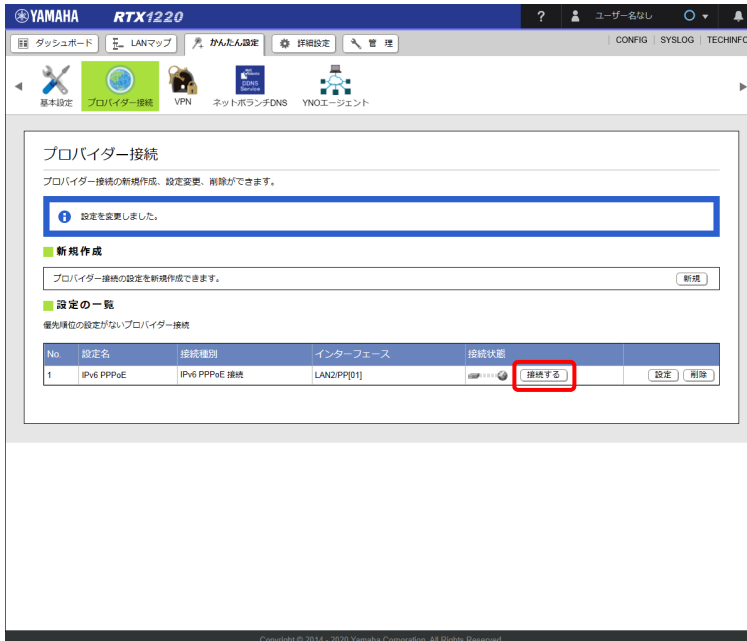 YAMAHA RTX1220 ? ユーザー名なし
ダッシュボード LANマップ かんたん設定 詳細設定 管 理 CONFIG SYSLOG TECHINFO
DDNS Service
基本設定 プロバイダー接続 VPN ネットボランチDNS YNOエージェント
プロバイダー接続
プロバイダー接続の新規作成、設定変更、削除ができます。
設定を変更しました。
新規作成
プロバイダー接続の設定を新規作成できます。 新規
設定の一覧
優先順位の設定がないプロバイダー接続
No. 設定名 接続種別 インターフェース 接続状態
1 IPv6 PPPoE IPv6 PPPoE 接続 LAN2/PP[01] 接続する 設定 削除
Copyright © 2014 - 2020 Yamaha Corporation. All Rights Reserved.